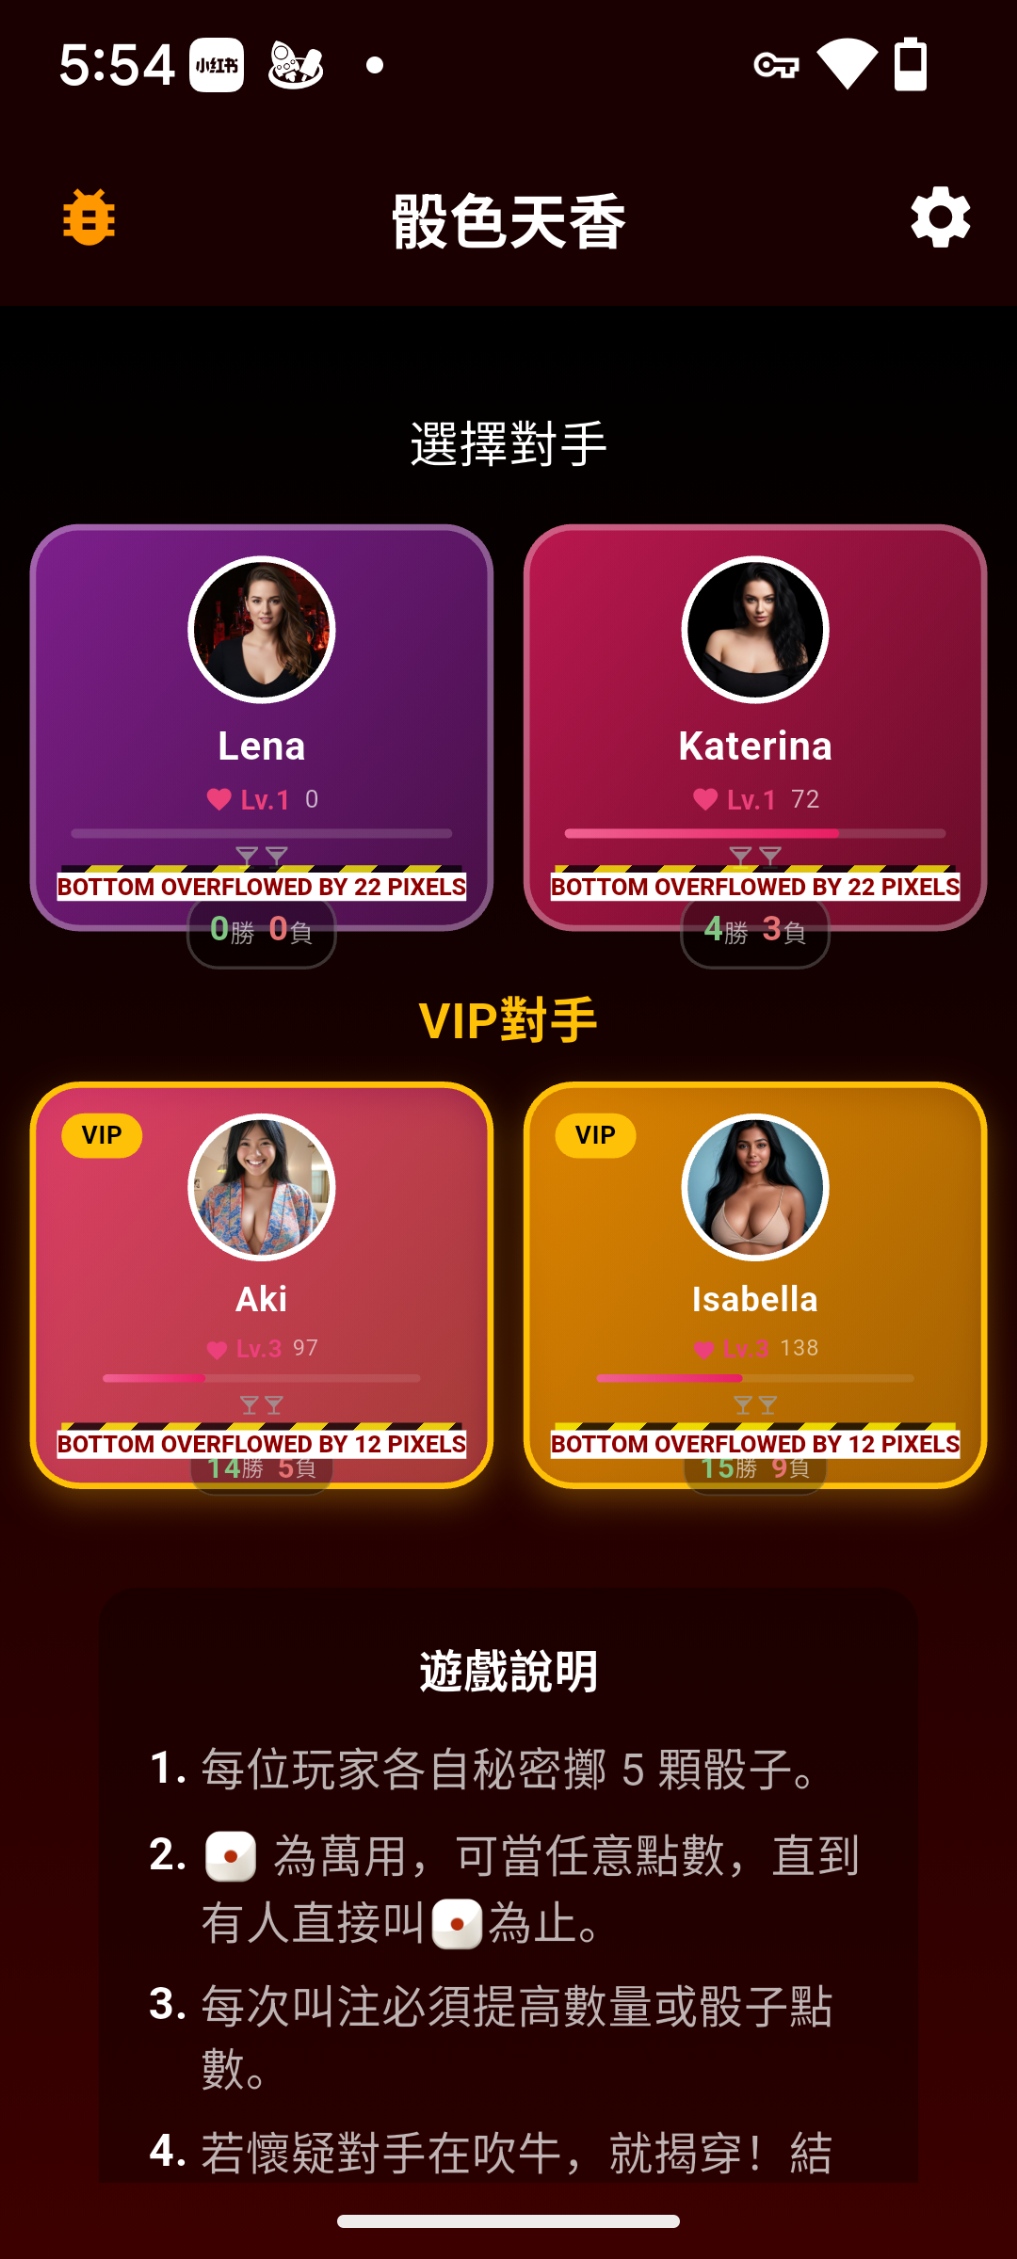 5:54 小红书
骰色天香
選擇對手
Lena
Lv.1 0
BOTTOM OVERFLOWED BY 22 PIXELS
0勝 0負
Katerina
Lv.1 72
BOTTOM OVERFLOWED BY 22 PIXELS
4勝 3負
VIP對手
VIP
Aki
Lv.3 97
BOTTOM OVERFLOWED BY 12 PIXELS
14勝 5負
VIP
Isabella
Lv.3 138
BOTTOM OVERFLOWED BY 12 PIXELS
15勝 9負
遊戲說明
1. 每位玩家各自秘密擲 5 顆骰子。
2. 為萬用，可當任意點數，直到
有人直接叫為止。
3. 每次叫注必須提高數量或骰子點
數。
4. 若懷疑對手在吹牛，就揭穿！結